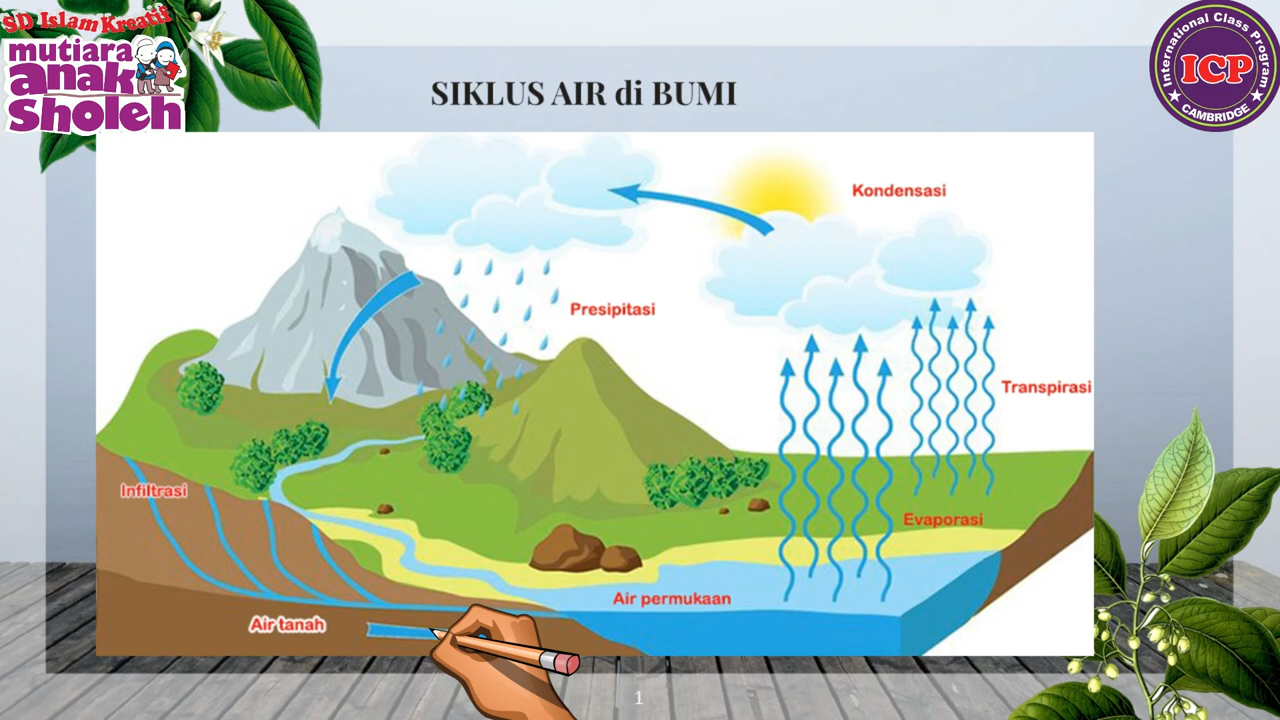 SD Islam Kreatif
mutiara
anak
Sholeh
International Class Program
ICP
CAMBRIDGE
SIKLUS AIR di BUMI
Kondensasi
Presipitasi
Transpirasi
Infiltrasi
Evaporasi
Air permukaan
Air tanah
1